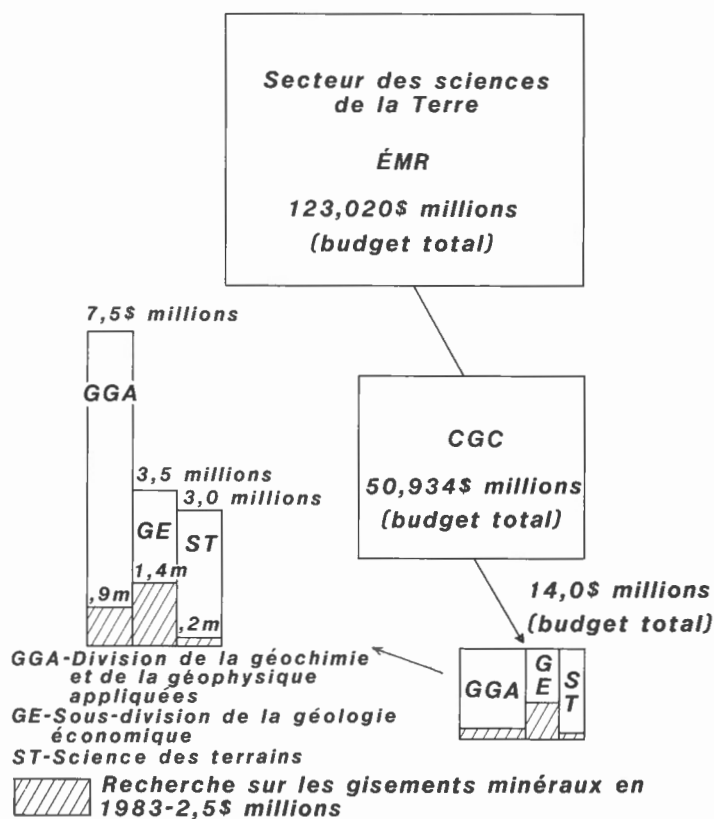 Secteur des sciences
de la Terre
ÉMR
123,020$ millions
(budget total)
7,5$ millions
GGA
3,5 millions
3,0 millions
GE
ST
1,4m
,9m
,2m
CGC
50,934$ millions
(budget total)
14,0$ millions
(budget total)
GGA
G
E
S
T
GGA-Division de la géochimie
et de la géophysique
appliquées
GE-Sous-division de la géologie
économique
ST-Science des terrains
Recherche sur les gisements minéraux en
1983-2,5$ millions